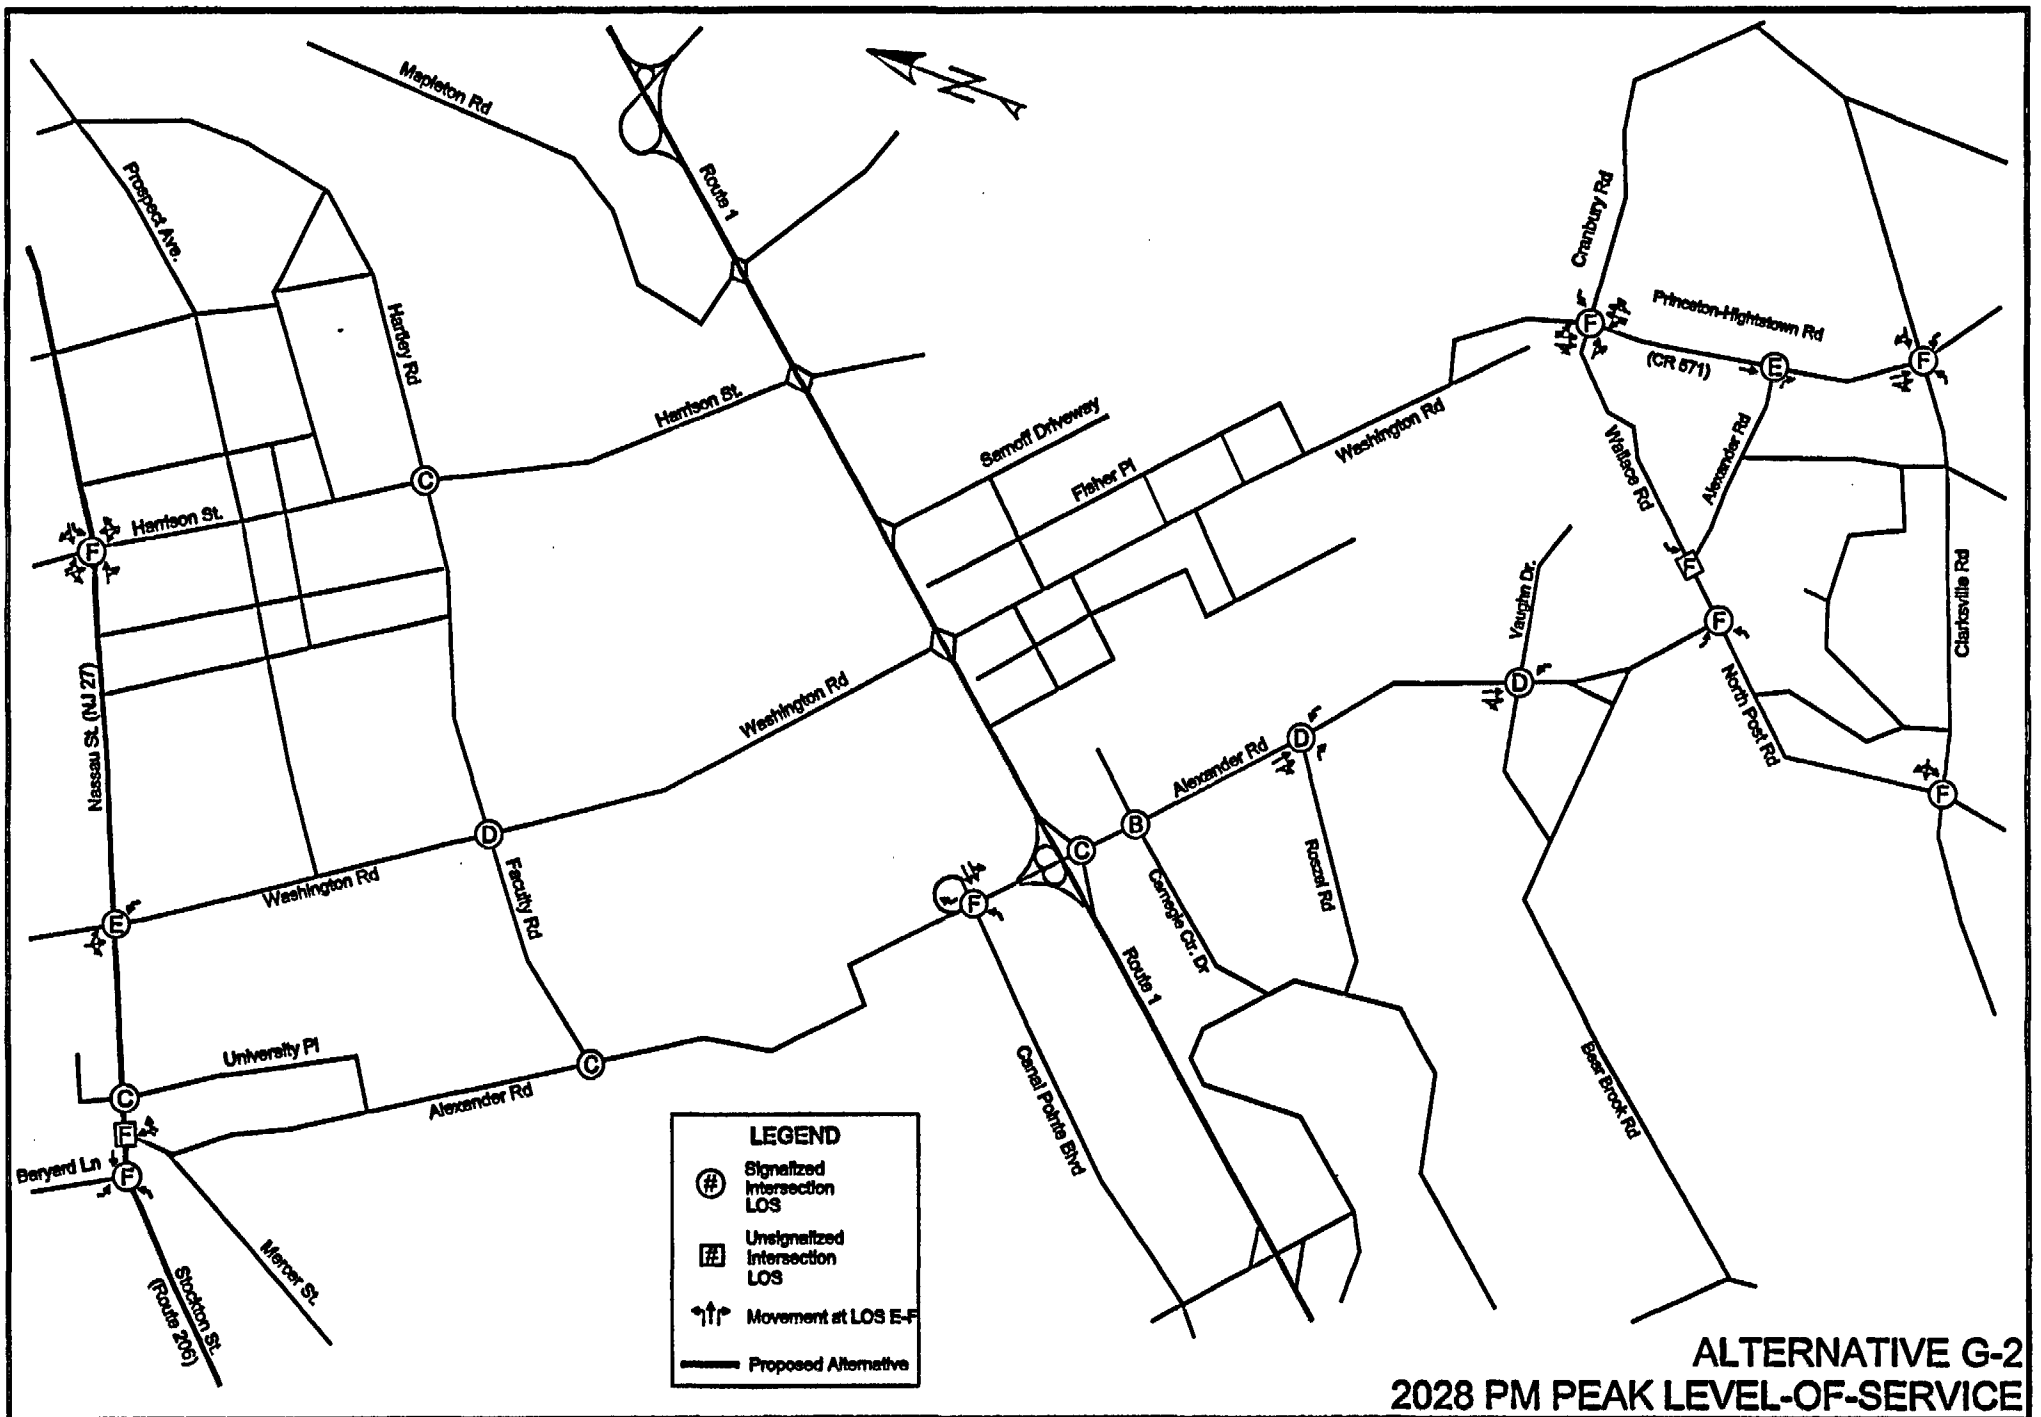 Mapleton Rd
Prospect Ave.
Route 1
N
Cranbury Rd
Princeton-Hightstown Rd
(CR 571)
F
E
F
Hartley Rd
Harrison St.
Sarnoff Driveway
Fisher Pl
Washington Rd
Wallace Rd
Alexander Rd
C
Harrison St.
F
F
Vaughn Dr.
Clarksville Rd
F
Nassau St. (NJ 27)
Washington Rd
D
North Post Rd
D
Alexander Rd
F
B
D
C
Roszel Rd
Washington Rd
Faculty Rd
E
F
Carnegie Ctr. Dr
Route 1
University Pl
C
C
Alexander Rd
Canal Pointe Blvd
Bear Brook Rd
F
Baryard Ln
F
Mercer St.
Stockton St.
(Route 206)
LEGEND
# Signalized
Intersection
LOS
# Unsignalized
Intersection
LOS
Movement at LOS E-F
Proposed Alternative
ALTERNATIVE G-2
2028 PM PEAK LEVEL-OF-SERVICE